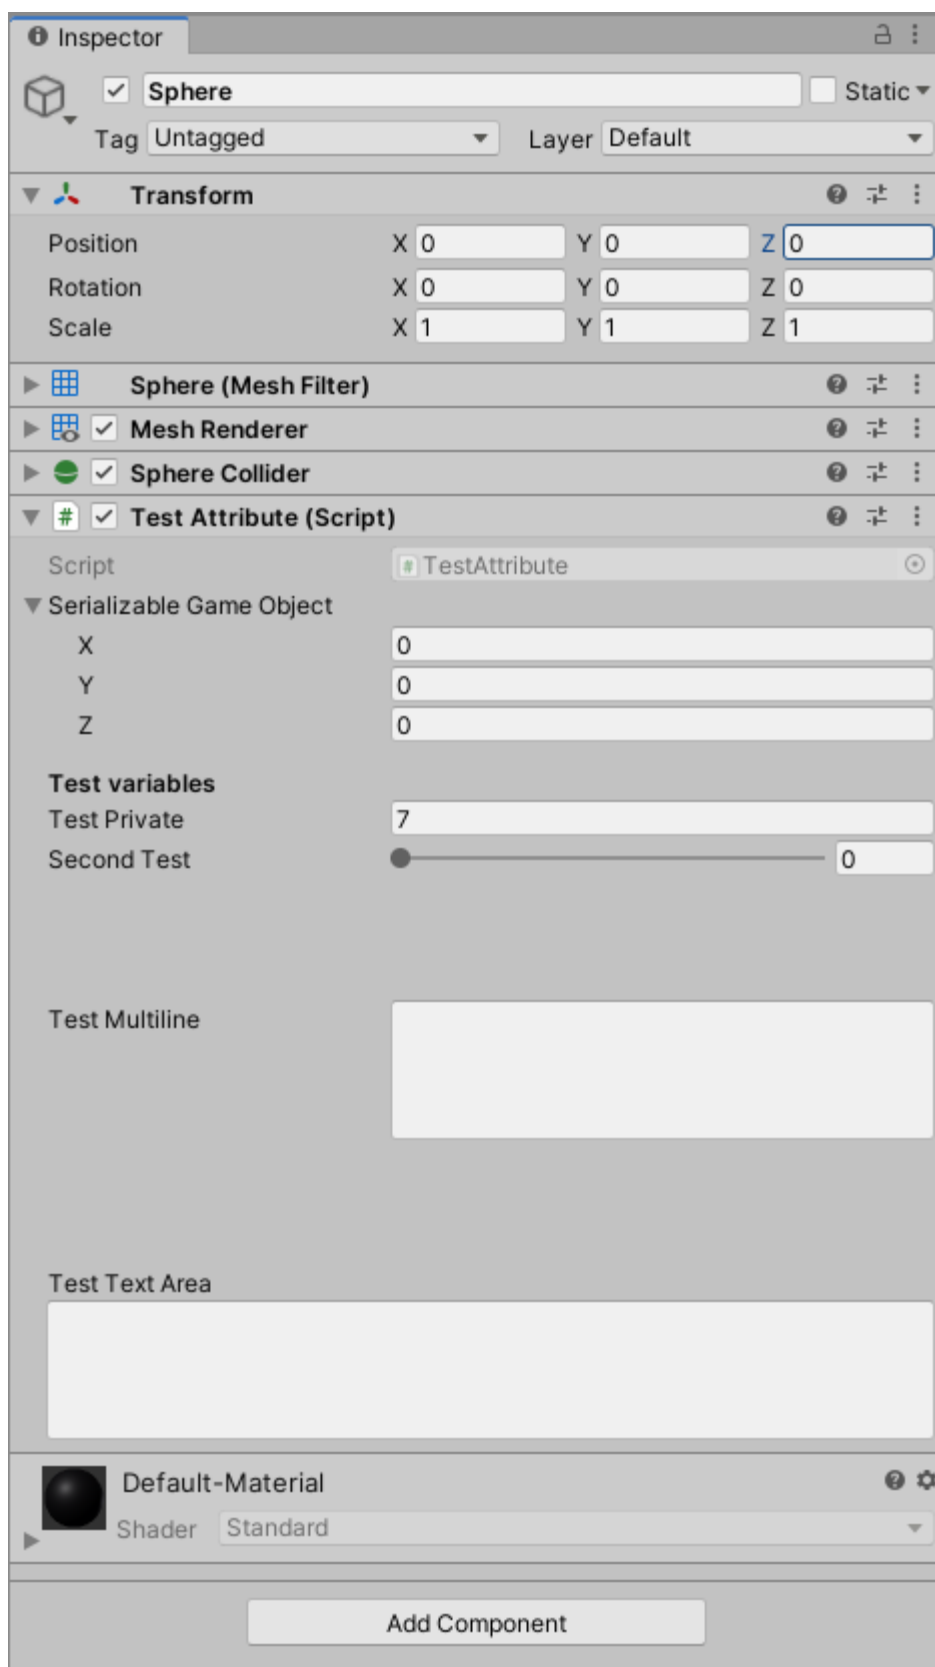 Inspector
Sphere Static
Tag Untagged Layer Default
Transform
Position X 0 Y 0 Z 0
Rotation X 0 Y 0 Z 0
Scale X 1 Y 1 Z 1
Sphere (Mesh Filter)
Mesh Renderer
Sphere Collider
# Test Attribute (Script)
Script # TestAttribute
Serializable Game Object
X 0
Y 0
Z 0
Test variables
Test Private 7
Second Test 0
Test Multiline
Test Text Area
Default-Material
Shader Standard
Add Component